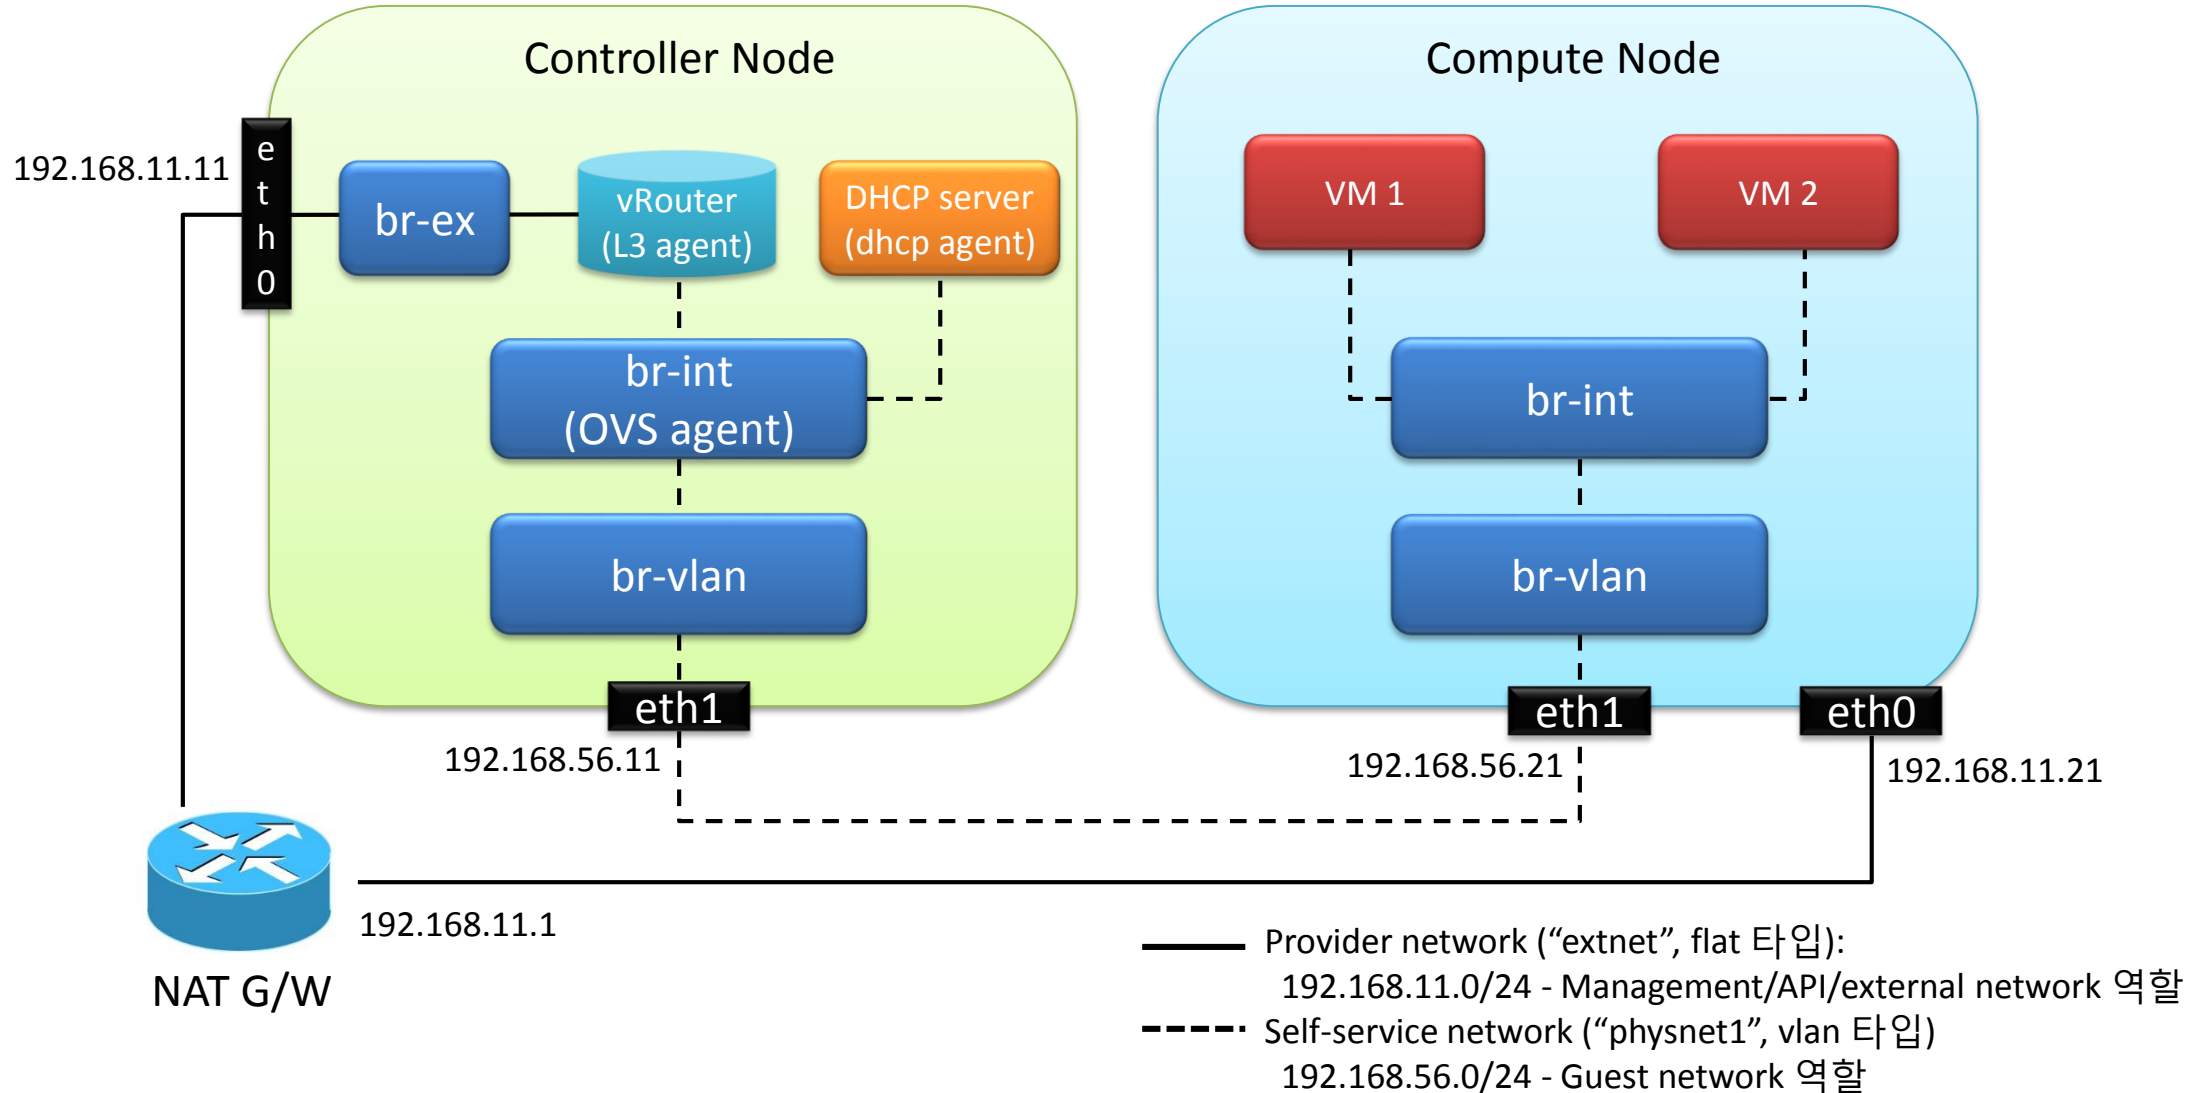 Controller Node
192.168.11.11
eth0
br-ex
vRouter
(L3 agent)
DHCP server
(dhcp agent)
br-int
(OVS agent)
br-vlan
eth1
192.168.56.11
Compute Node
VM 1
VM 2
br-int
br-vlan
eth1
eth0
192.168.56.21
192.168.11.21
192.168.11.1
NAT G/W
Provider network (“extnet”, flat 타입):
192.168.11.0/24 - Management/API/external network 역할
Self-service network (“physnet1”, vlan 타입)
192.168.56.0/24 - Guest network 역할